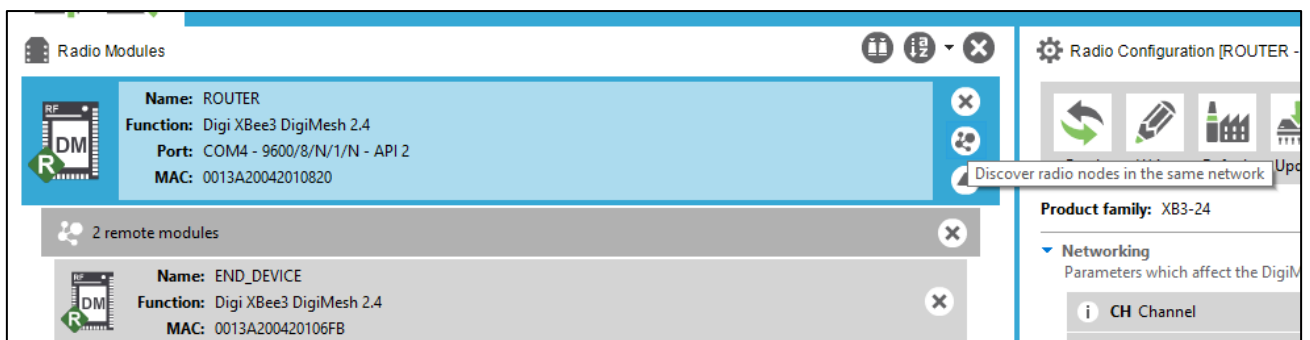 Radio Modules
RF
DM
R
Name: ROUTER
Function: Digi XBee3 DigiMesh 2.4
Port: COM4 - 9600/8/N/1/N - API 2
MAC: 0013A20042010820
2 remote modules
RF
DM
R
Name: END_DEVICE
Function: Digi XBee3 DigiMesh 2.4
MAC: 0013A200420106FB
Radio Configuration [ROUTER -
Discover radio nodes in the same network
Product family: XB3-24
Networking
Parameters which affect the DigiM
i CH Channel